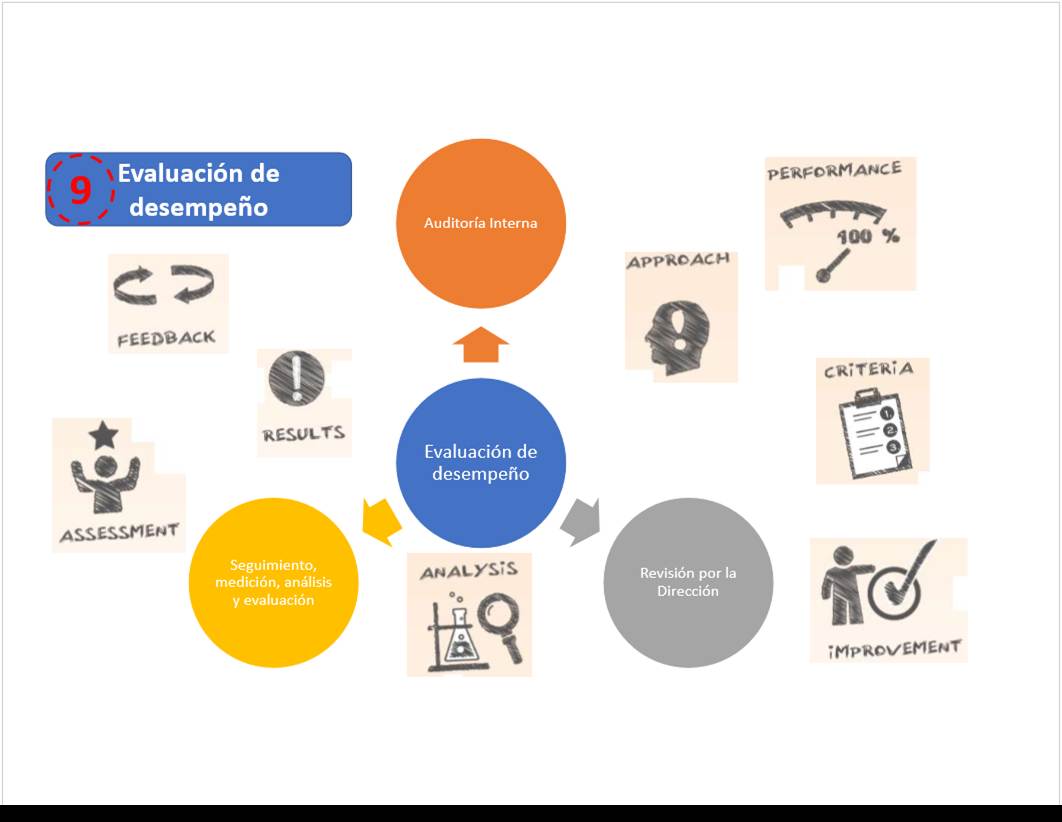 9
Evaluación de
desempeño
Auditoría Interna
PERFORMANCE
100 %
APPROACH
FEEDBACK
RESULTS
CRiTERiA
1
2
3
Evaluación de
desempeño
ASSESSMENT
Seguimiento,
medición, análisis
y evaluación
ANALYSiS
Revisión por la
Dirección
iMPROVEMENT